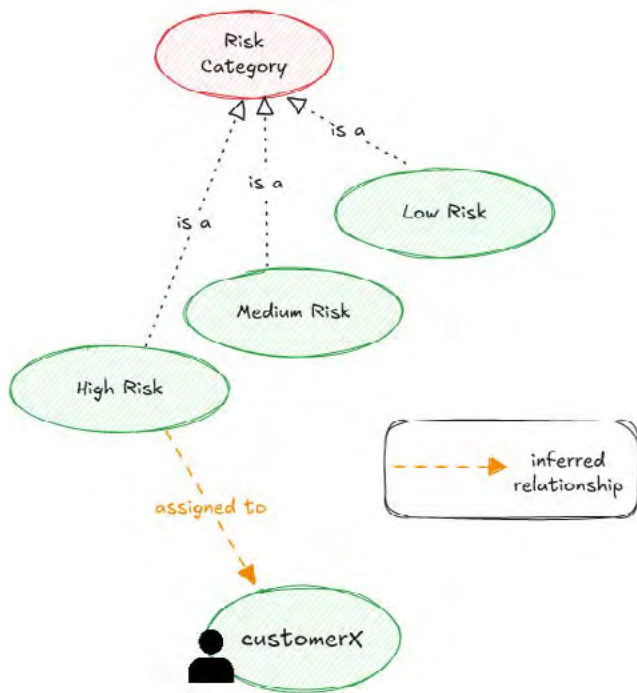 Risk
Category
is a
is a
is a
Low Risk
Medium Risk
High Risk
inferred
relationship
assigned to
customerX